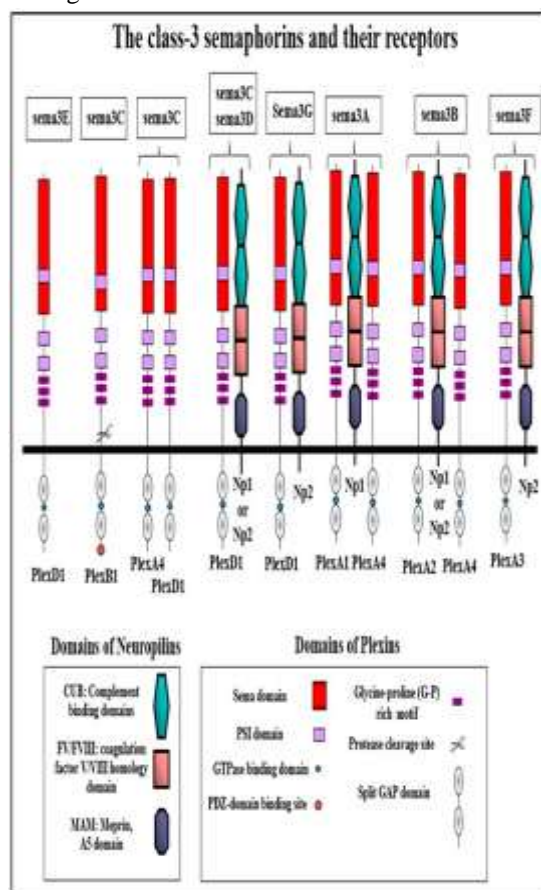 The class-3 semaphorins and their receptors
sema3E
sema3C
sema3C
sema3C
sema3D
Sema3G
sema3A
sema3B
sema3F
Np1
or
Np2
Np2
Np1
Np1
or
Np2
Np2
PlexD1
PlexB1
PlexA4
PlexD1
PlexD1
PlexD1
PlexA1
PlexA4
PlexA2
PlexA4
PlexA3
Domains of Neuropilins
CUB: Complement
binding domains
FV/FVIII: coagulation
factor V/VIII homology
domain
MAM: Meprin,
A5 domain
Domains of Plexins
Sema domain
PSI domain
GTPase binding domain
PDZ-domain binding site
Glycine-proline (G-P)
rich motif
Protease cleavage site
Split GAP domain